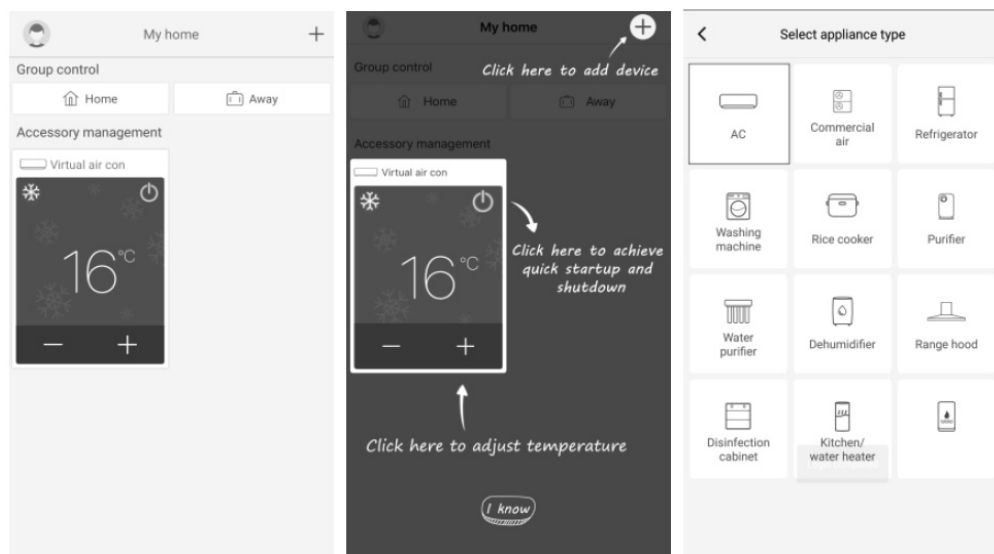 My home
+
Group control
Home
Away
Accessory management
Virtual air con
16°C
— +
My home
+
Click here to add device
Group control
Home
Away
Accessory management
Virtual air con
16°C
Click here to achieve
quick startup and
shutdown
— +
Click here to adjust temperature
I know
Select appliance type
AC
Commercial
air
Refrigerator
Washing
machine
Rice cooker
Purifier
Water
purifier
Dehumidifier
Range hood
Disinfection
cabinet
Kitchen/
water heater